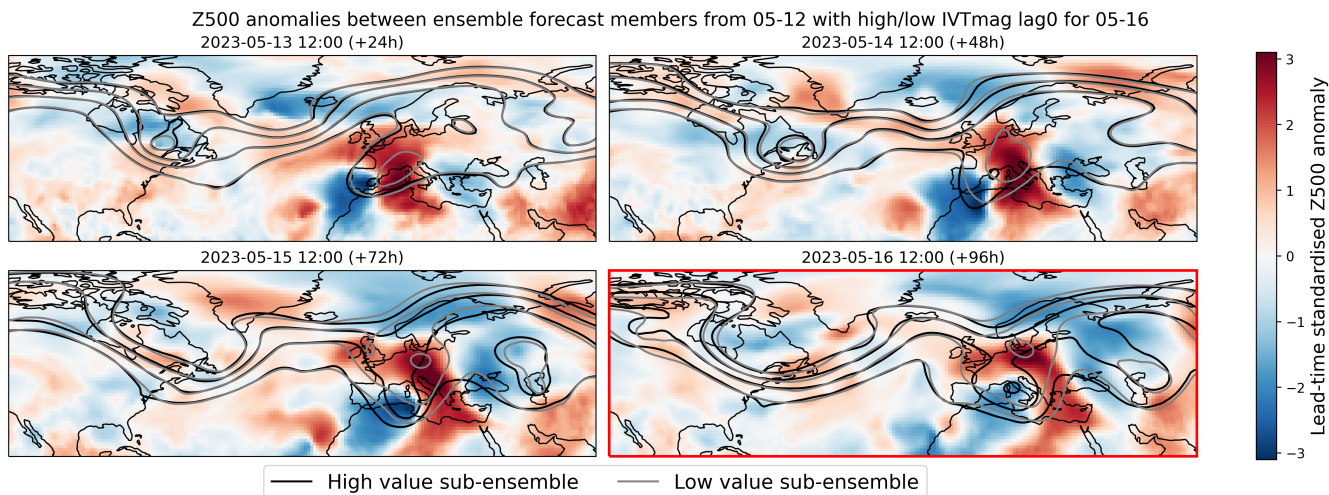 Z500 anomalies between ensemble forecast members from 05-12 with high/low IVTmag lag0 for 05-16
2023-05-13 12:00 (+24h)
2023-05-14 12:00 (+48h)
2023-05-15 12:00 (+72h)
2023-05-16 12:00 (+96h)
3
2
1
0
−1
−2
−3
Lead-time standardised Z500 anomaly
High value sub-ensemble
Low value sub-ensemble